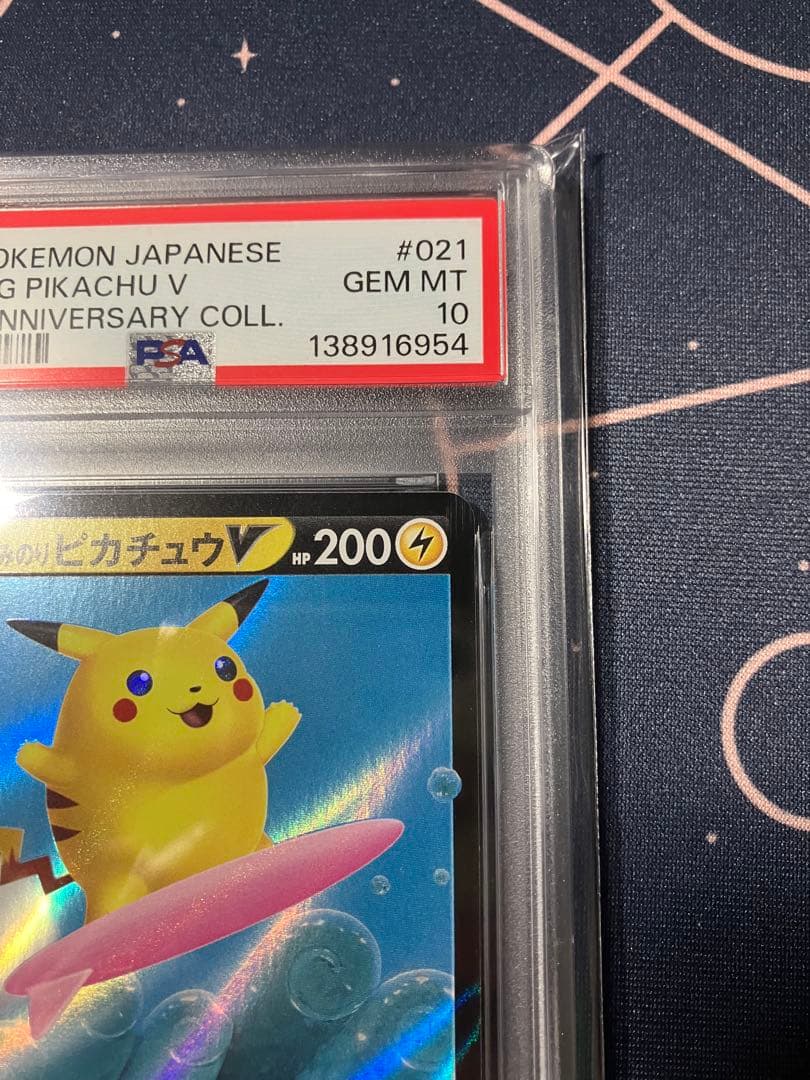 OKEMON JAPANESE #021
G PIKACHU V GEM MT
NNIVERSARY COLL. 10
PSA 138916954
みのりピカチュウV HP 200